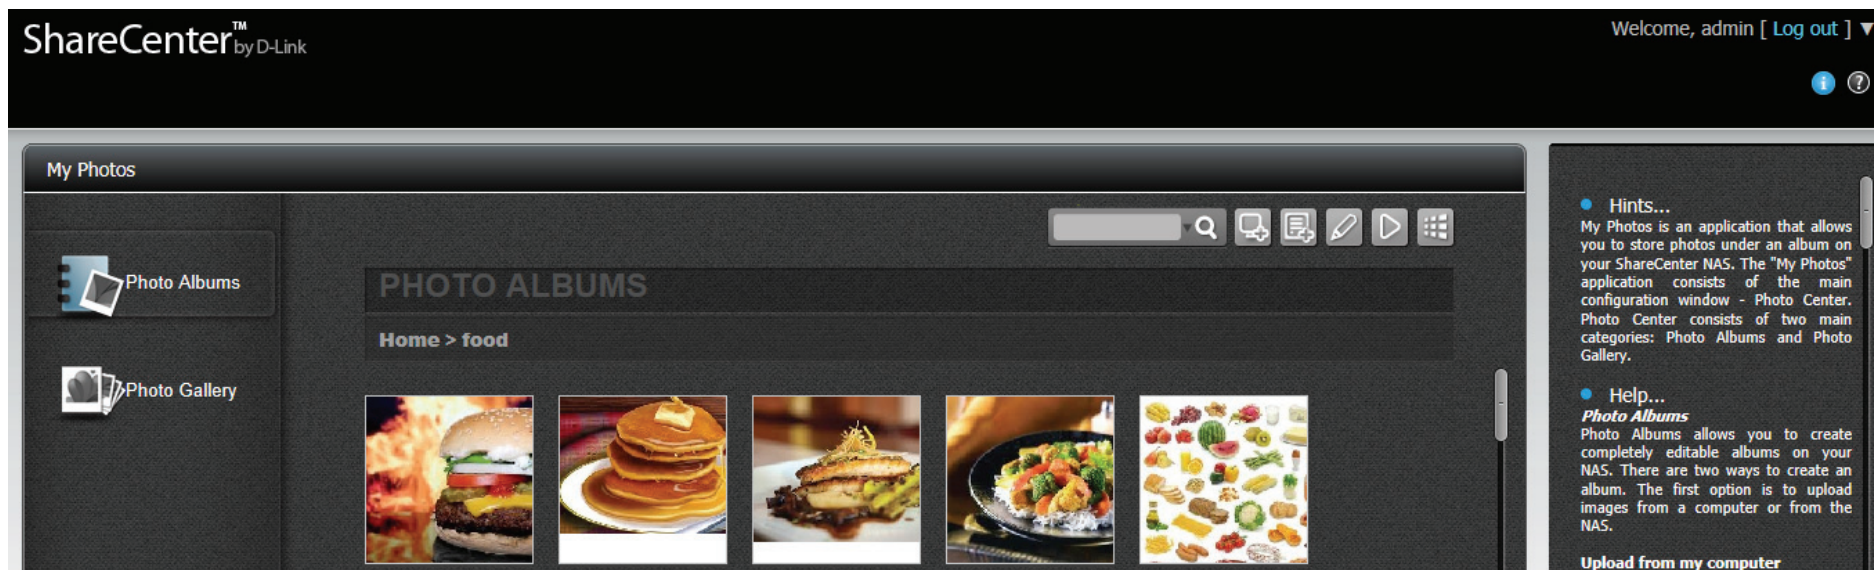 ShareCenter™ by D-Link
Welcome, admin [ Log out ] ▼
My Photos
Photo Albums
Photo Gallery
PHOTO ALBUMS
Home > food
Hints...
My Photos is an application that allows
you to store photos under an album on
your ShareCenter NAS. The "My Photos"
application consists of the main
configuration window - Photo Center.
Photo Center consists of two main
categories: Photo Albums and Photo
Gallery.
Help...
Photo Albums
Photo Albums allows you to create
completely editable albums on your
NAS. There are two ways to create an
album. The first option is to upload
images from a computer or from the
NAS.
Upload from my computer